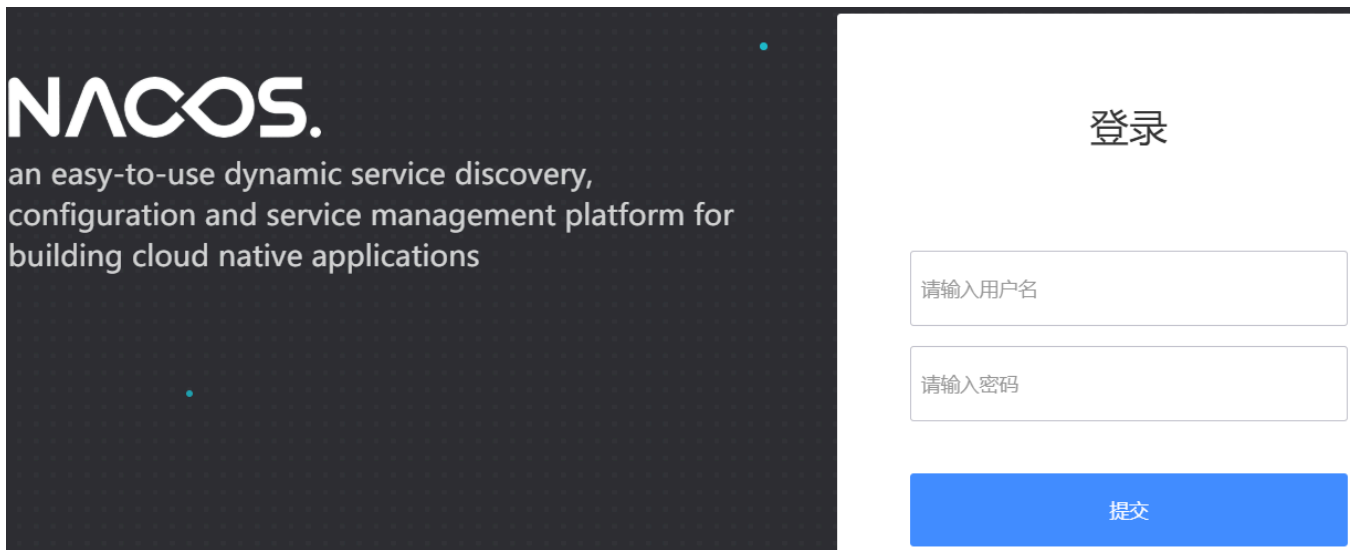 NACOS.
an easy-to-use dynamic service discovery,
configuration and service management platform for
building cloud native applications
登录
请输入用户名
请输入密码
提交